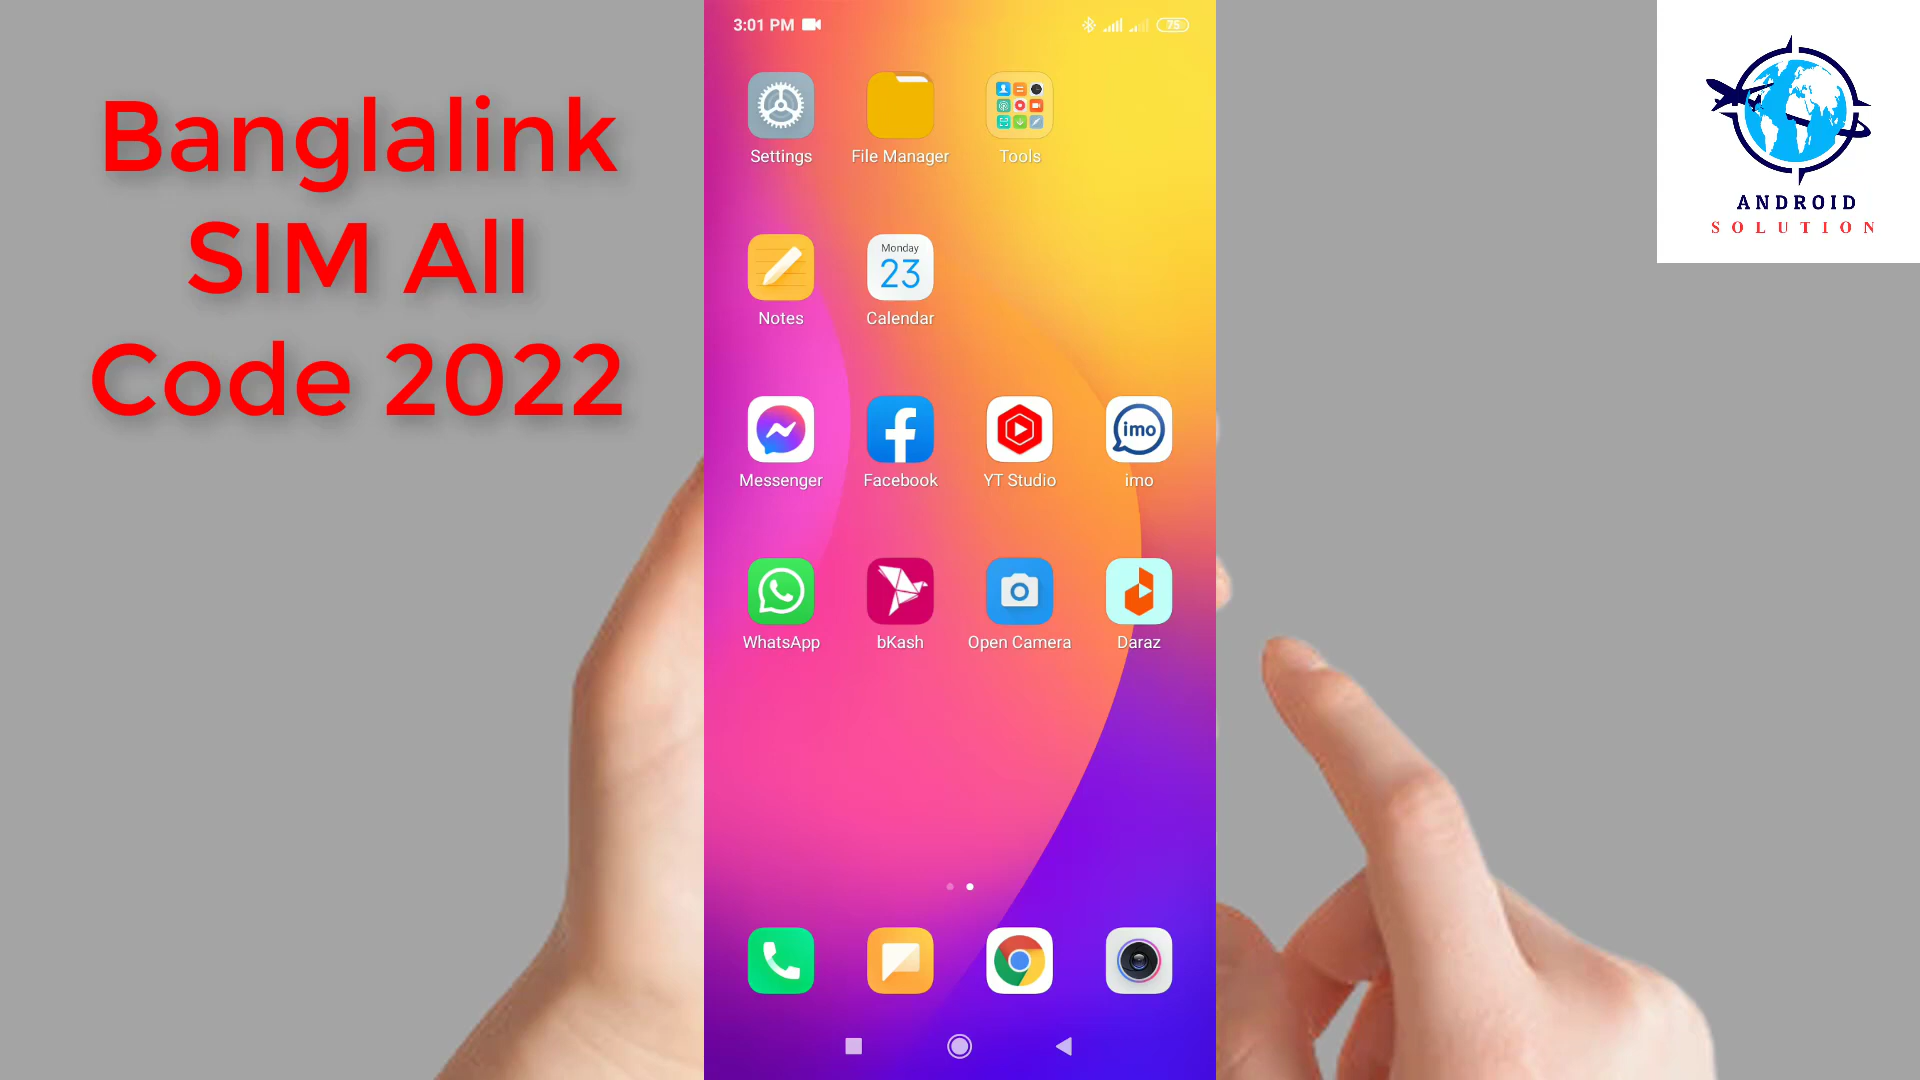 Banglalink
SIM All
Code 2022
3:01 PM
75
Settings
File Manager
Tools
Monday
23
Notes
Calendar
imo
Messenger
Facebook
YT Studio
imo
WhatsApp
bKash
Open Camera
Daraz
ANDROID
SOLUTION